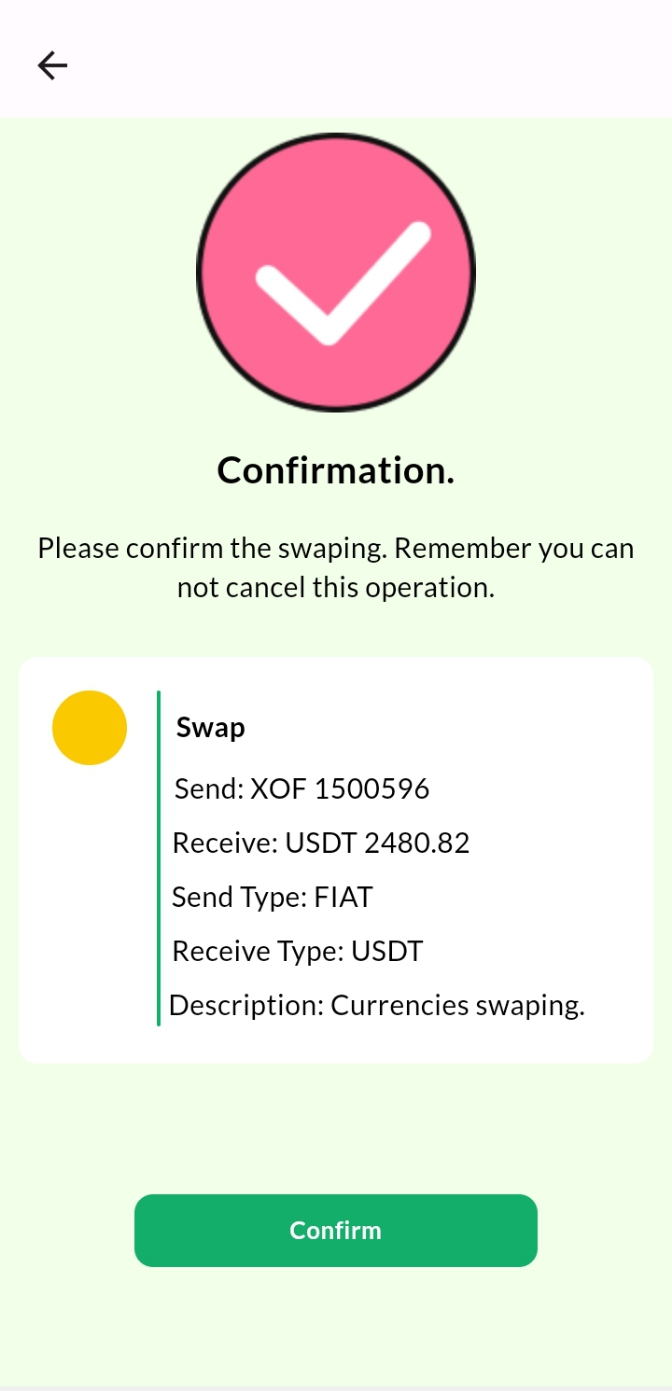 Confirmation.
Please confirm the swaping. Remember you can
not cancel this operation.
Swap
Send: XOF 1500596
Receive: USDT 2480.82
Send Type: FIAT
Receive Type: USDT
Description: Currencies swaping.
Confirm